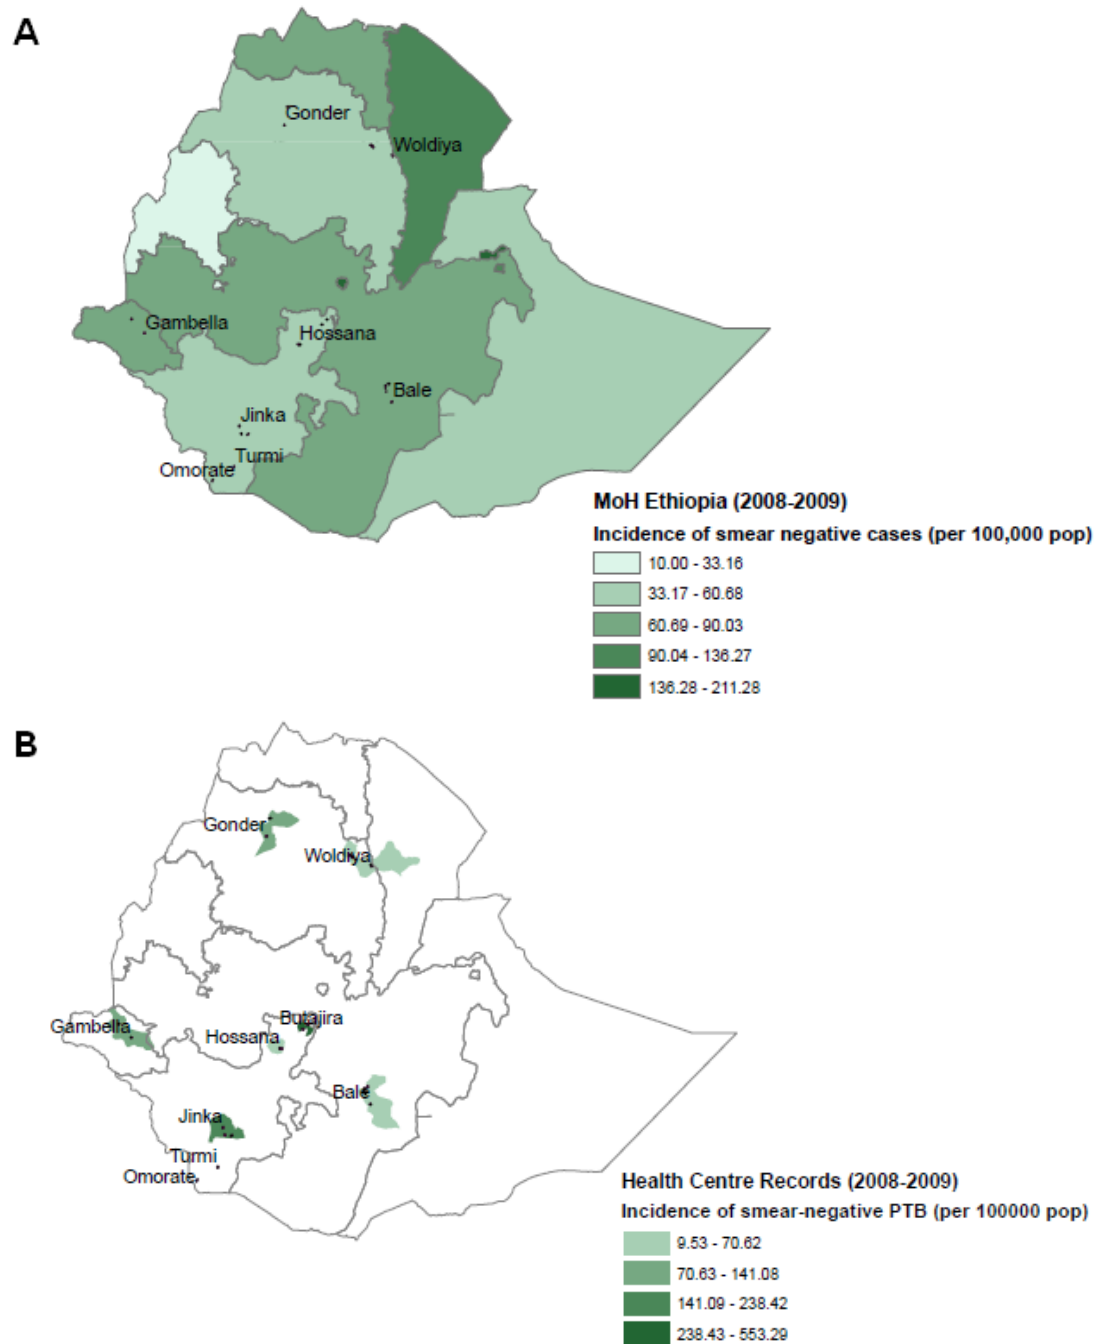 A
Gonder
Woldiya
Gambella
Hossana
Bale
Jinka
Turmi
Omorate
MoH Ethiopia (2008-2009)
Incidence of smear negative cases (per 100,000 pop)
10.00 - 33.16
33.17 - 60.68
60.69 - 90.03
90.04 - 136.27
136.28 - 211.28
B
Gonder
Woldiya
Butajira
Gambella
Hossana
Bale
Jinka
Turmi
Omorate
Health Centre Records (2008-2009)
Incidence of smear-negative PTB (per 100000 pop)
9.53 - 70.62
70.63 - 141.08
141.09 - 238.42
238.43 - 553.29